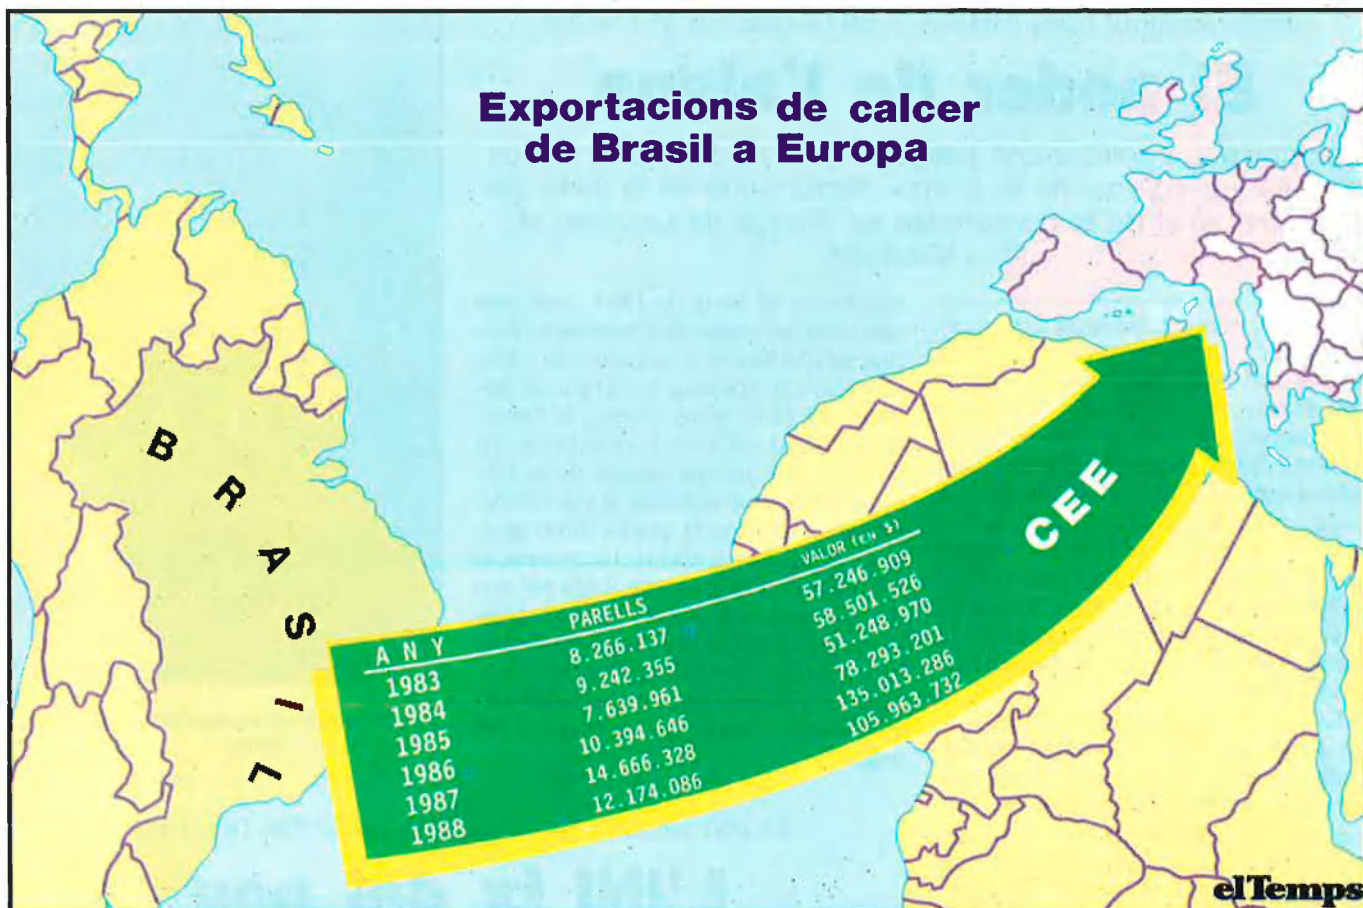 Exportacions de calcer
de Brasil a Europa
BRASIL
CEE
ANY PARELLS VALOR (EN $)
1983 8.266.137 57.246.909
1984 9.242.355 58.501.526
1985 7.639.961 51.248.970
1986 10.394.646 78.293.201
1987 14.666.328 135.013.286
1988 12.174.086 105.963.732
elTemps